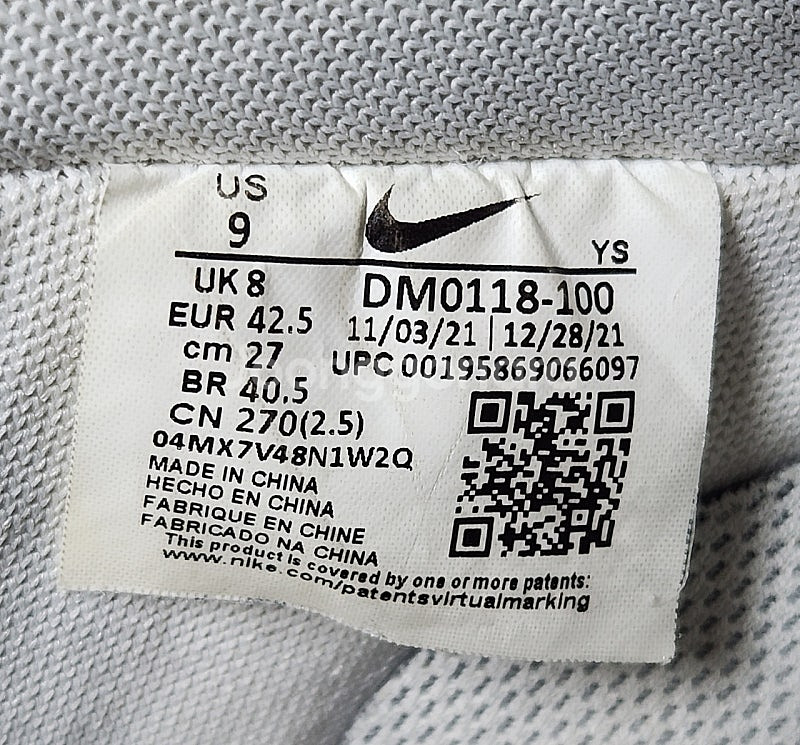 US
9
YS
UK 8
EUR 42.5
cm 27
BR 40.5
CN 270(2.5)
DM0118-100
11/03/21 | 12/28/21
UPC 00195869066097
04MX7V48N1W2Q
MADE IN CHINA
HECHO EN CHINA
FABRIQUE EN CHINE
FABRICADO NA CHINA
This product is covered by one or more patents:
www.nike.com/patentsvirtualmarking